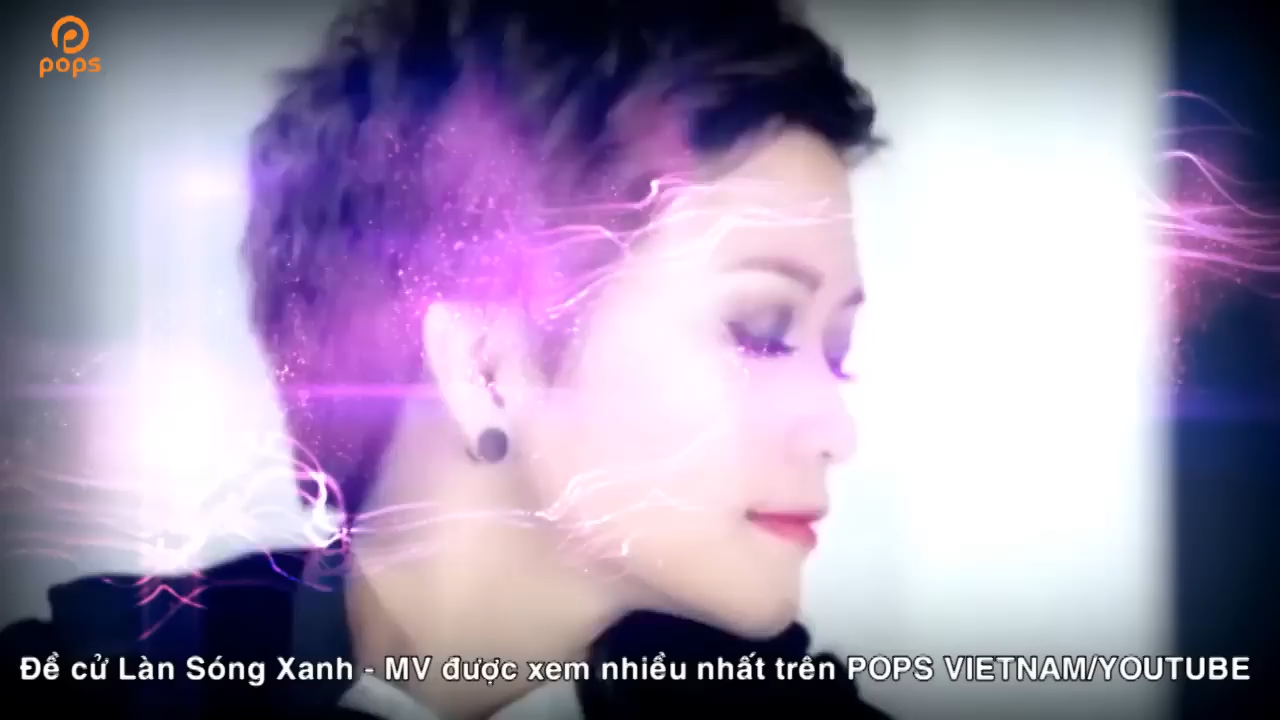 pops
Đề cử Làn Sóng Xanh - MV được xem nhiều nhất trên POPS VIETNAM/YOUTUBE